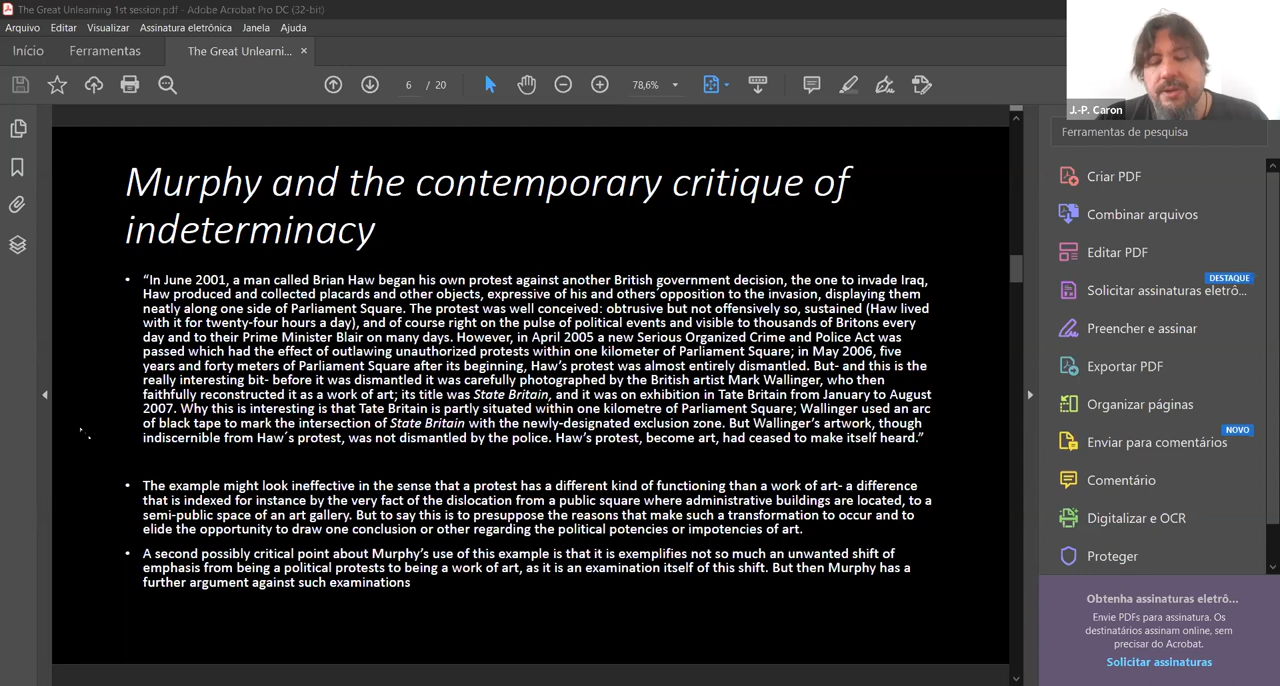 The Great Unlearning 1st session.pdf - Adobe Acrobat Pro DC (32-bit)
Arquivo Editar Visualizar Assinatura eletrônica Janela Ajuda
Início Ferramentas The Great Unlearni... ×
6 / 20 78,6%
J.-P. Caron
Ferramentas de pesquisa
Murphy and the contemporary critique of
indeterminacy
• “In June 2001, a man called Brian Haw began his own protest against another British government decision, the one to invade Iraq,
Haw produced and collected placards and other objects, expressive of his and others’opposition to the invasion, displaying them
neatly along one side of Parliament Square. The protest was well conceived: obtrusive but not offensively so, sustained (Haw lived
with it for twenty-four hours a day), and of course right on the pulse of political events and visible to thousands of Britons every
day and to their Prime Minister Blair on many days. However, in April 2005 a new Serious Organized Crime and Police Act was
passed which had the effect of outlawing unauthorized protests within one kilometer of Parliament Square; in May 2006, five
years and forty meters of Parliament Square after its beginning, Haw’s protest was almost entirely dismantled. But- and this is the
really interesting bit- before it was dismantled it was carefully photographed by the British artist Mark Wallinger, who then
faithfully reconstructed it as a work of art; its title was State Britain, and it was on exhibition in Tate Britain from January to August
2007. Why this is interesting is that Tate Britain is partly situated within one kilometre of Parliament Square; Wallinger used an arc
of black tape to mark the intersection of State Britain with the newly-designated exclusion zone. But Wallinger’s artwork, though
indiscernible from Haw´s protest, was not dismantled by the police. Haw’s protest, become art, had ceased to make itself heard.”
• The example might look ineffective in the sense that a protest has a different kind of functioning than a work of art- a difference
that is indexed for instance by the very fact of the dislocation from a public square where administrative buildings are located, to a
semi-public space of an art gallery. But to say this is to presuppose the reasons that make such a transformation to occur and to
elide the opportunity to draw one conclusion or other regarding the political potencies or impotencies of art.
• A second possibly critical point about Murphy’s use of this example is that it is exemplifies not so much an unwanted shift of
emphasis from being a political protests to being a work of art, as it is an examination itself of this shift. But then Murphy has a
further argument against such examinations
Criar PDF
Combinar arquivos
Editar PDF
DESTAQUE
Solicitar assinaturas eletrô...
Preencher e assinar
Exportar PDF
Organizar páginas
NOVO
Enviar para comentários
Comentário
Digitalizar e OCR
Proteger
Obtenha assinaturas eletrô...
Envie PDFs para assinatura. Os
destinatários assinam online, sem
precisar do Acrobat.
Solicitar assinaturas